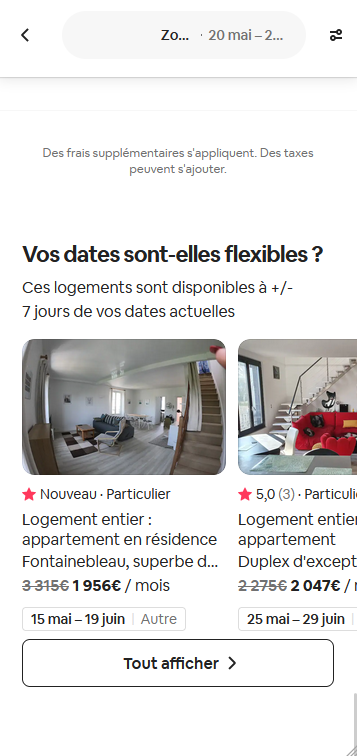 Zo... · 20 mai – 2...
Des frais supplémentaires s'appliquent. Des taxes
peuvent s'ajouter.
Vos dates sont-elles flexibles ?
Ces logements sont disponibles à +/-
7 jours de vos dates actuelles
Nouveau · Particulier
Logement entier :
appartement en résidence
Fontainebleau, superbe d...
3 315€ 1 956€ / mois
15 mai – 19 juin | Autre
5,0 (3) · Particuli
Logement entier
appartement
Duplex d'except
2 275€ 2 047€ /
25 mai – 29 juin
Tout afficher